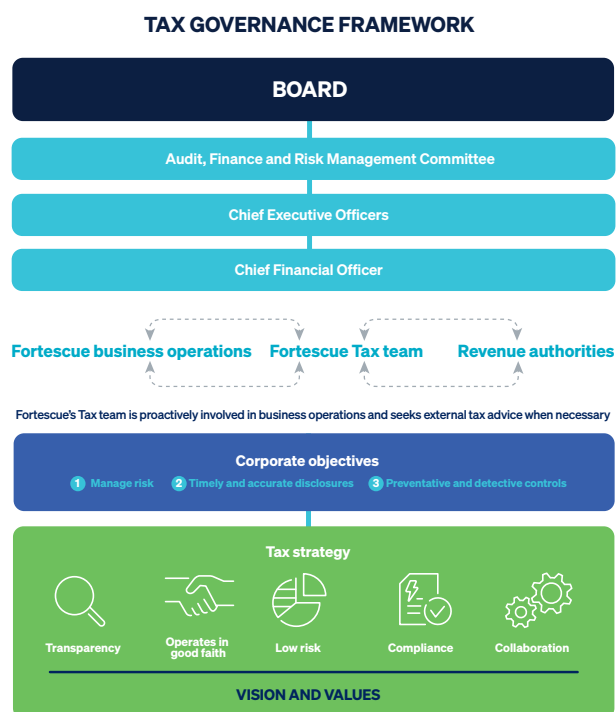 TAX GOVERNANCE FRAMEWORK
BOARD
Audit, Finance and Risk Management Committee
Chief Executive Officers
Chief Financial Officer
Fortescue business operations
Fortescue Tax team
Revenue authorities
Fortescue's Tax team is proactively involved in business operations and seeks external tax advice when necessary
Corporate objectives
1 Manage risk
2 Timely and accurate disclosures
3 Preventative and detective controls
Tax strategy
Transparency
Operates in
good faith
Low risk
Compliance
Collaboration
VISION AND VALUES